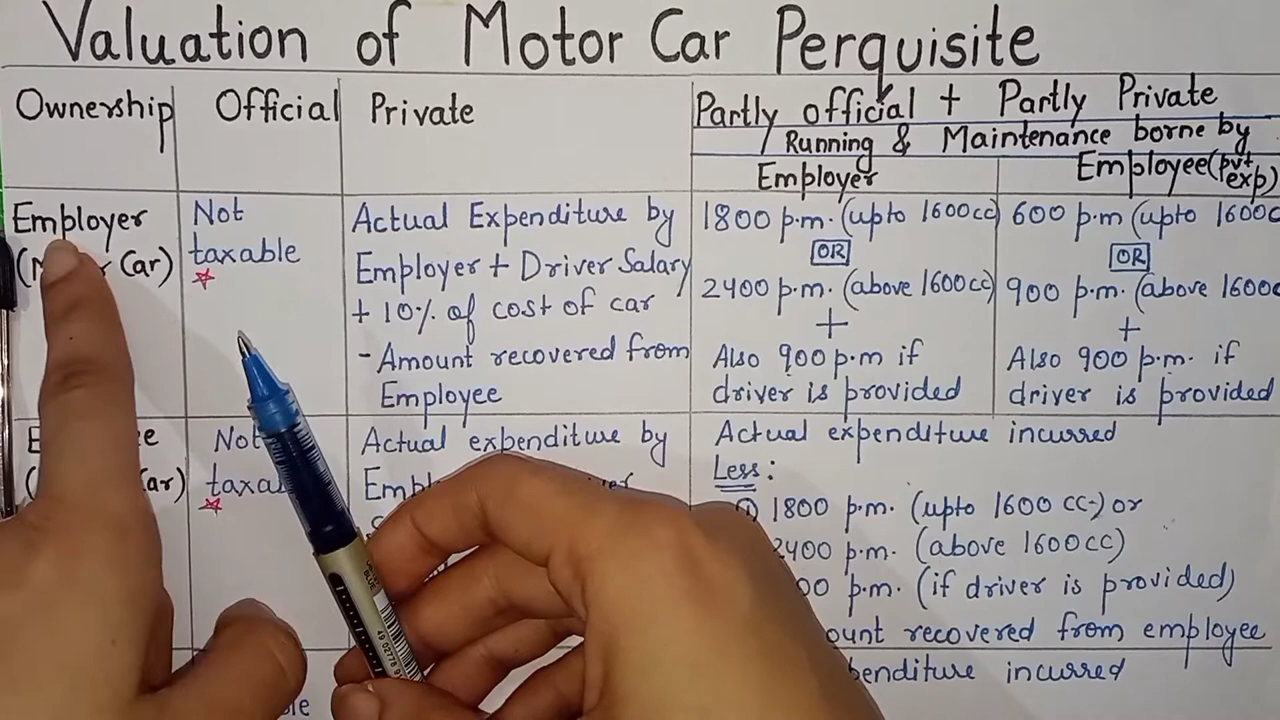 Valuation of Motor Car Perquisite
Ownership
Official
Private
Partly official + Partly Private
Running & Maintenance borne by
Employer
Employee (pvt exp)
Employer
Car)
Not
taxable
Actual Expenditure by
Employer + Driver Salary
+ 10% of cost of car
- Amount recovered from
Employee
1800 p.m. (upto 1600cc)
OR
2400 p.m. (above 1600cc)
+
Also 900 p.m if
driver is provided
600 p.m (upto 1600c
OR
900 p.m. (above 1600c
+
Also 900 p.m. if
driver is provided
Car)
Not
Actual expenditure by
Actual expenditure incurred
Less:
1800 p.m. (upto 1600 cc) or
2400 p.m. (above 1600cc)
00 p.m. (if driver is provided)
ount recovered from employee
penditure incurred